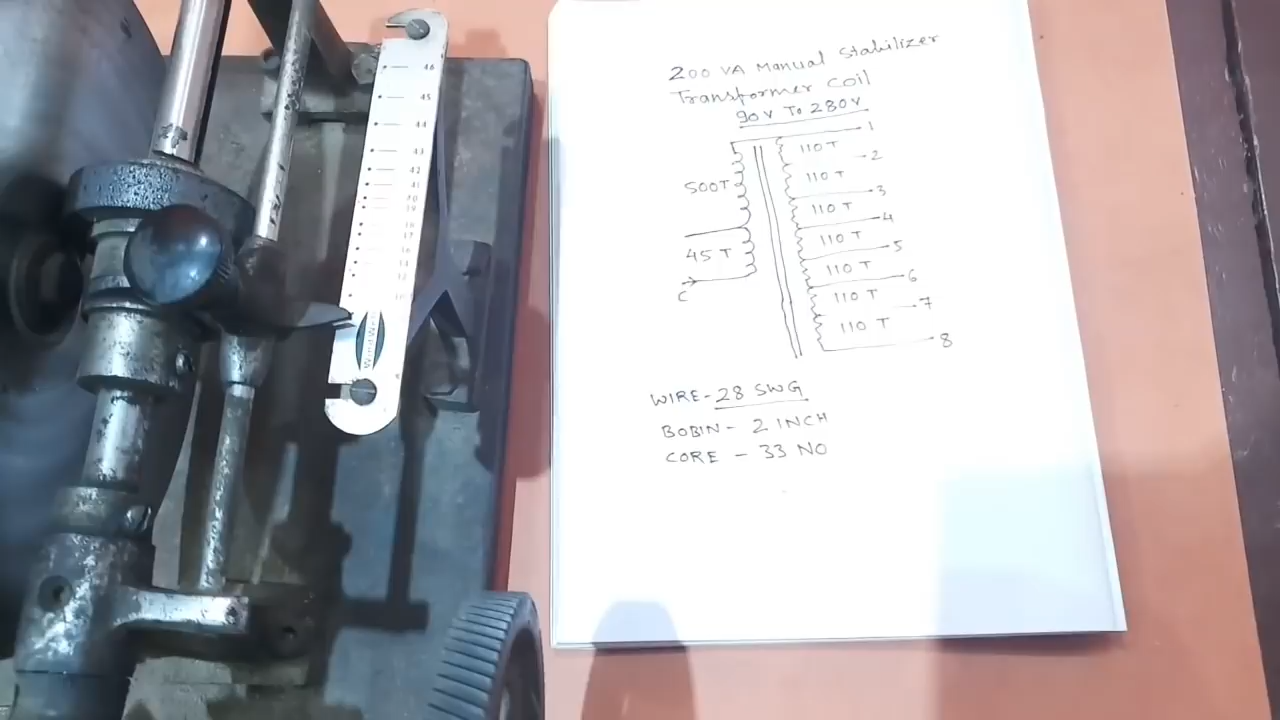 200 VA Manual Stabilizer
Transformer Coil
90V To 280V
1
110 T
2
500T
110 T
3
110 T
4
45 T
110 T
5
110 T
6
C
110 T
7
110 T
8
WIRE - 28 SWG
BOBIN - 2 INCH
CORE - 33 NO
46
45
44
43
42
41
40
39